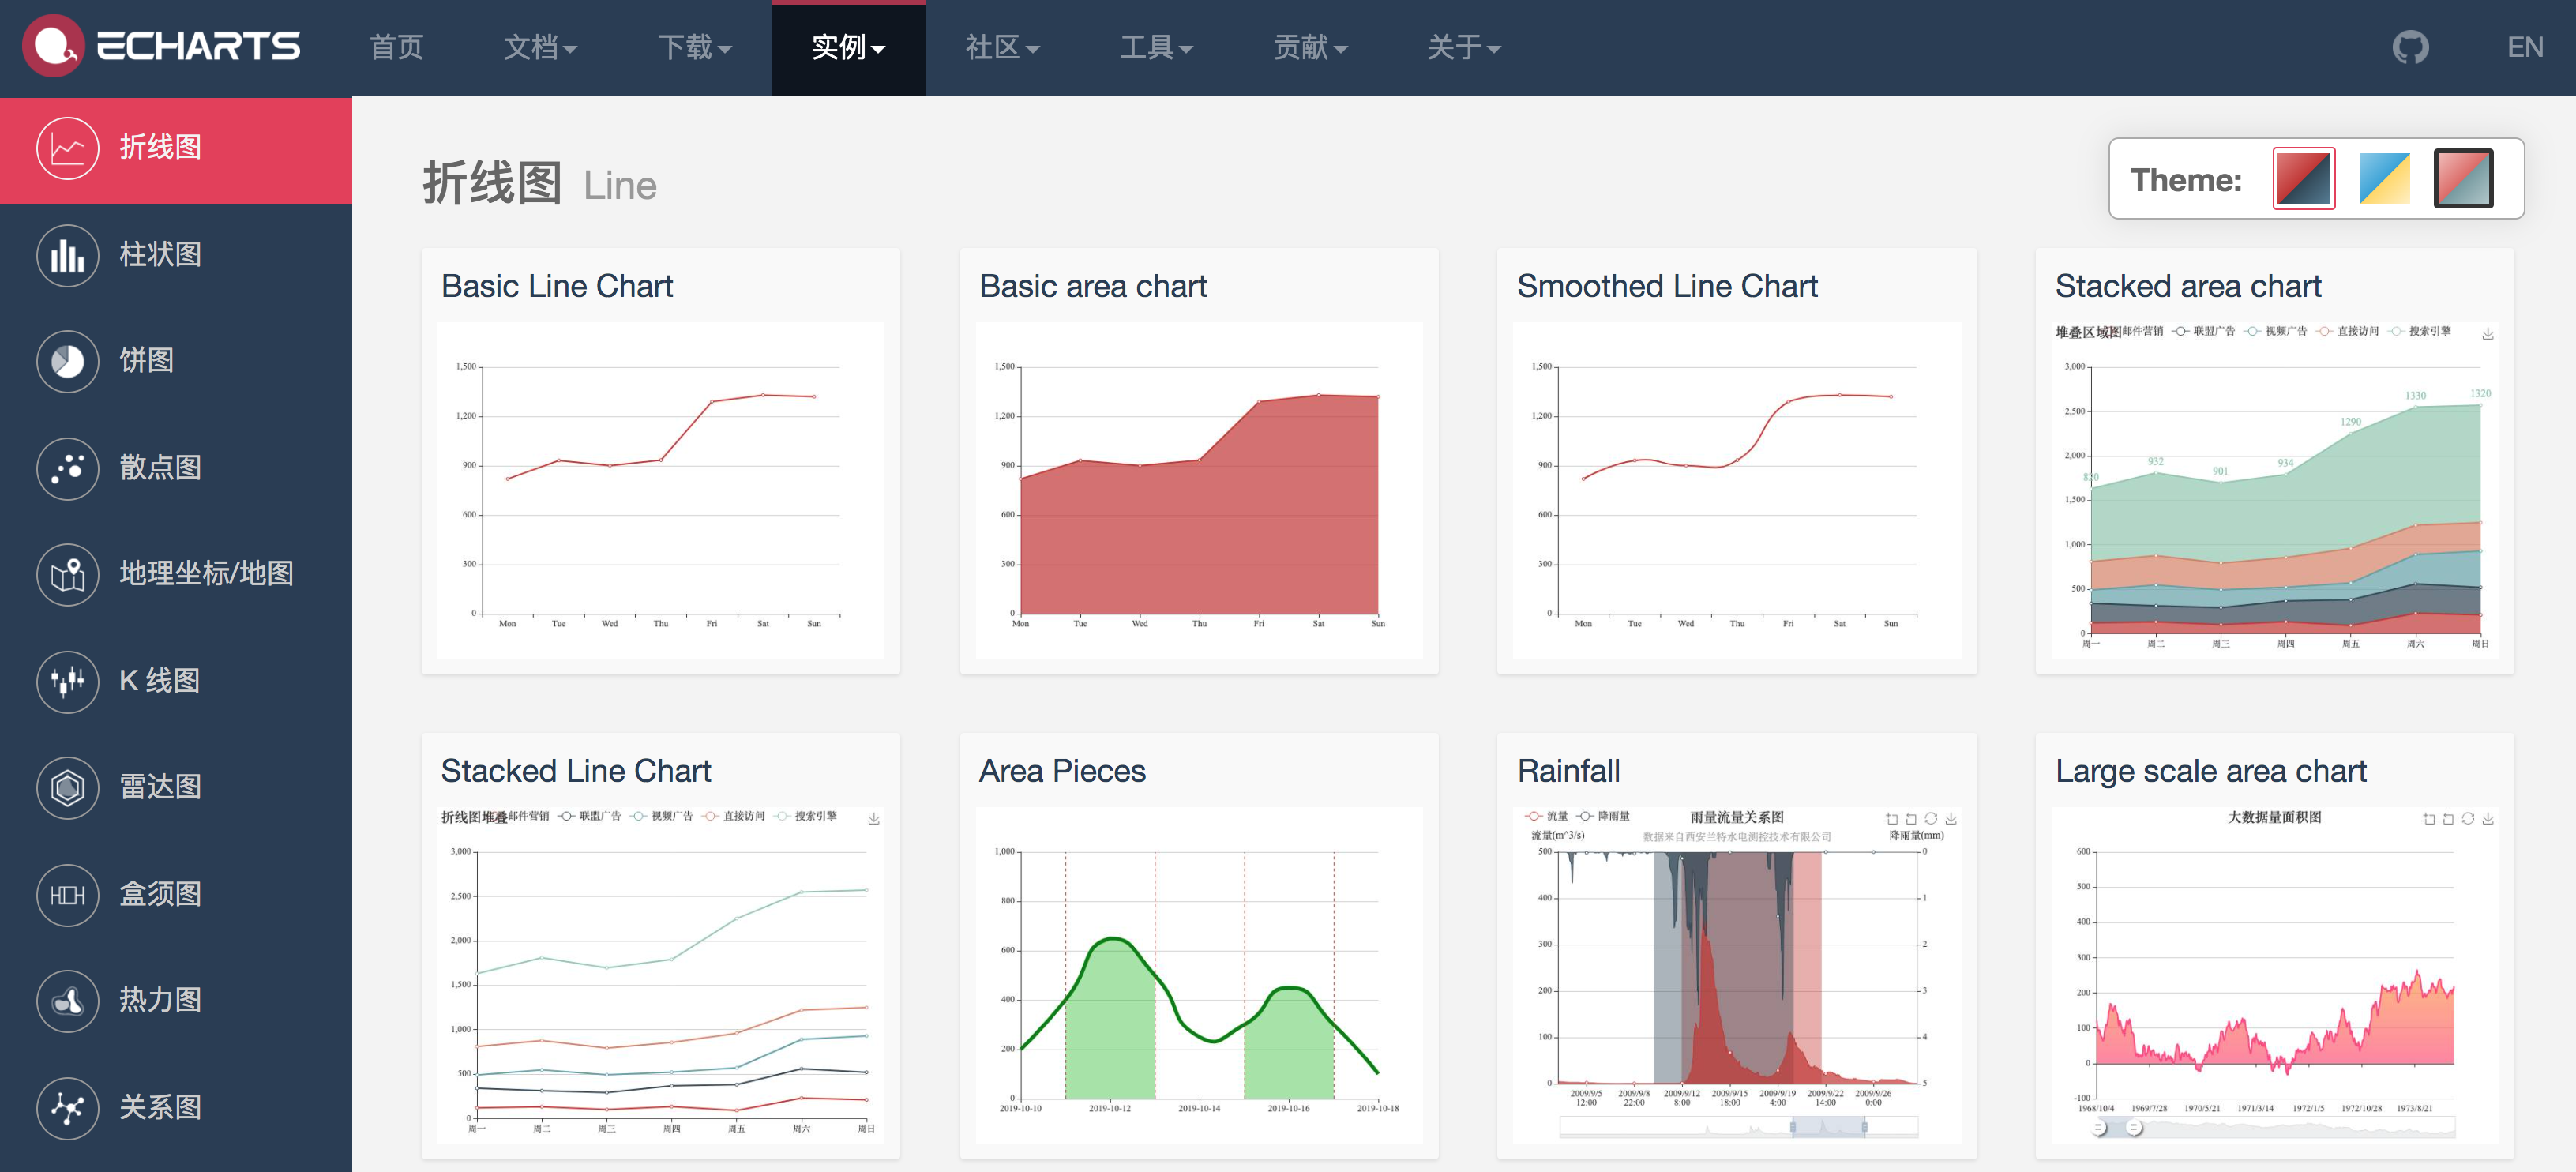 ECHARTS 首页 文档 下载 实例 社区 工具 贡献 关于 EN
折线图
柱状图
饼图
散点图
地理坐标/地图
K 线图
雷达图
盒须图
热力图
关系图
折线图 Line
Theme:
Basic Line Chart
1,500
1,200
900
600
300
0
Mon Tue Wed Thu Fri Sat Sun
Basic area chart
1,500
1,200
900
600
300
0
Mon Tue Wed Thu Fri Sat Sun
Smoothed Line Chart
1,500
1,200
900
600
300
0
Mon Tue Wed Thu Fri Sat Sun
Stacked area chart
堆叠区域图 邮件营销 联盟广告 视频广告 直接访问 搜索引擎
3,000
2,500
2,000
1,500
1,000
500
0
820 932 901 934 1290 1330 1320
周一 周二 周三 周四 周五 周六 周日
Stacked Line Chart
折线图堆叠 邮件营销 联盟广告 视频广告 直接访问 搜索引擎
3,000
2,500
2,000
1,500
1,000
500
0
周一 周二 周三 周四 周五 周六 周日
Area Pieces
1,000
800
600
400
200
0
2019-10-10 2019-10-12 2019-10-14 2019-10-16 2019-10-18
Rainfall
流量 降雨量 雨量流量关系图
流量(m^3/s) 数据来自西安兰特水电测控技术有限公司 降雨量(mm)
500 0
400 1
300 2
200 3
100 4
0 5
2009/9/5 2009/9/8 2009/9/12 2009/9/15 2009/9/19 2009/9/22 2009/9/26
12:00 22:00 8:00 18:00 4:00 14:00 0:00
Large scale area chart
大数据量面积图
600
500
400
300
200
100
0
-100
1968/10/4 1969/7/28 1970/5/21 1971/3/14 1972/1/5 1972/10/28 1973/8/21